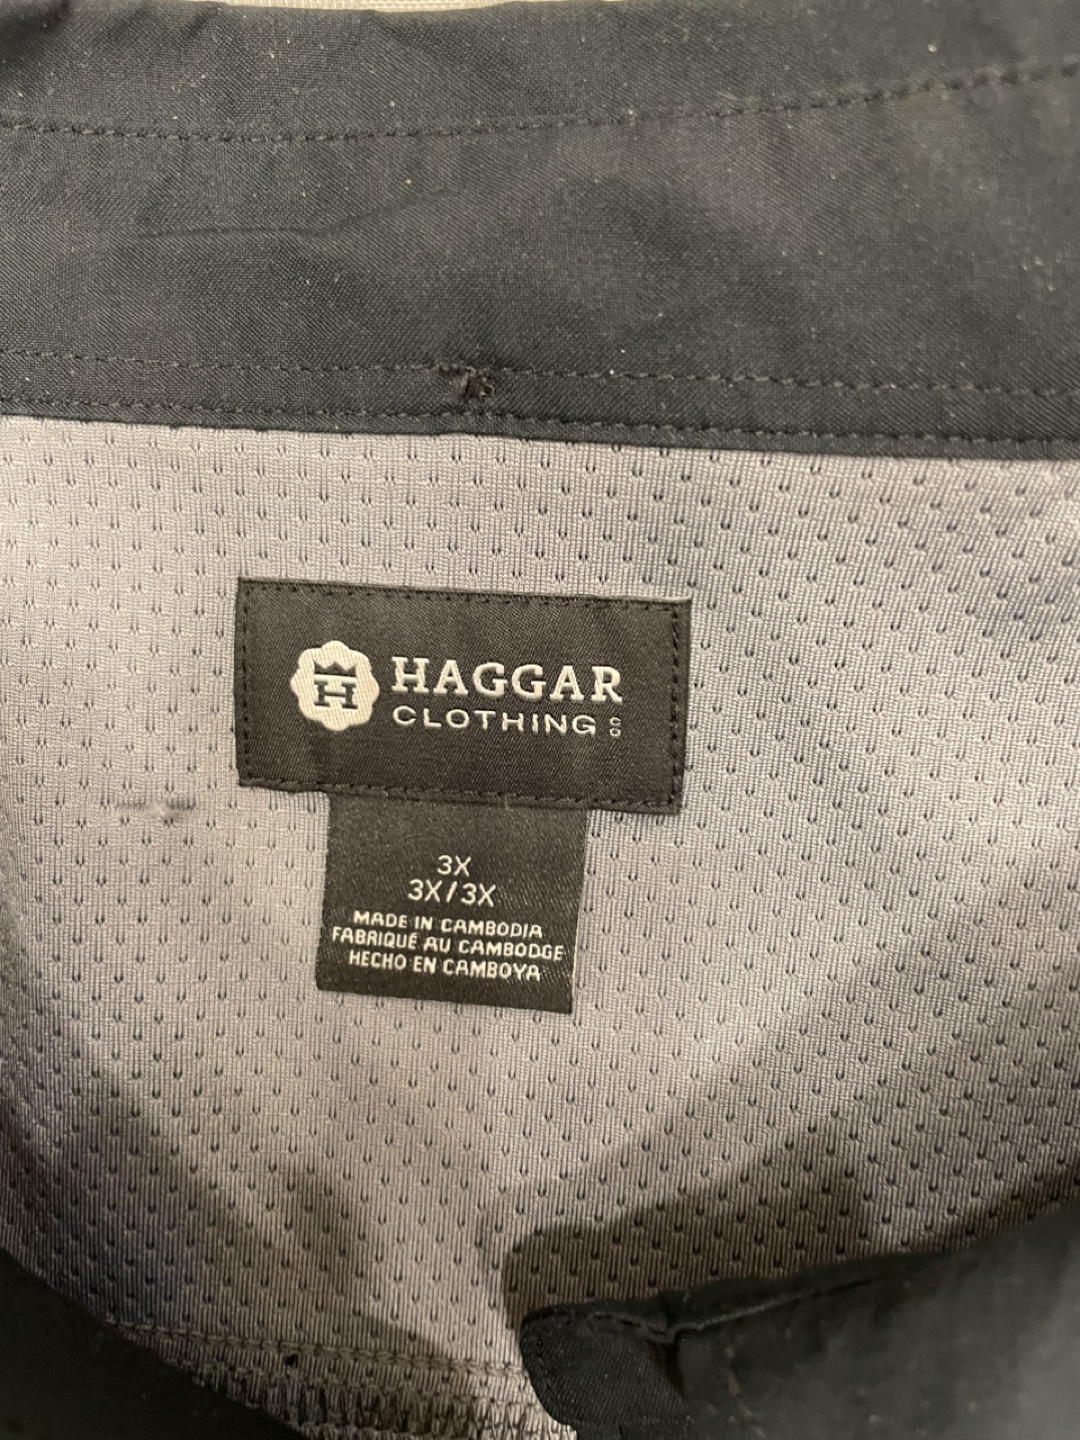 H
HAGGAR
CLOTHING CO
3X
3X/3X
MADE IN CAMBODIA
FABRIQUÉ AU CAMBODGE
HECHO EN CAMBOYA